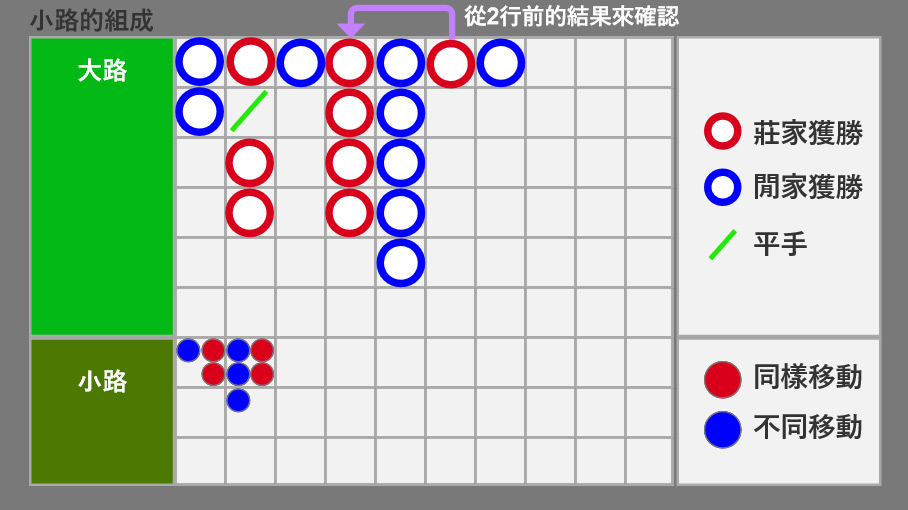 小路的組成
從2行前的結果來確認
大路
莊家獲勝
閒家獲勝
平手
小路
同樣移動
不同移動